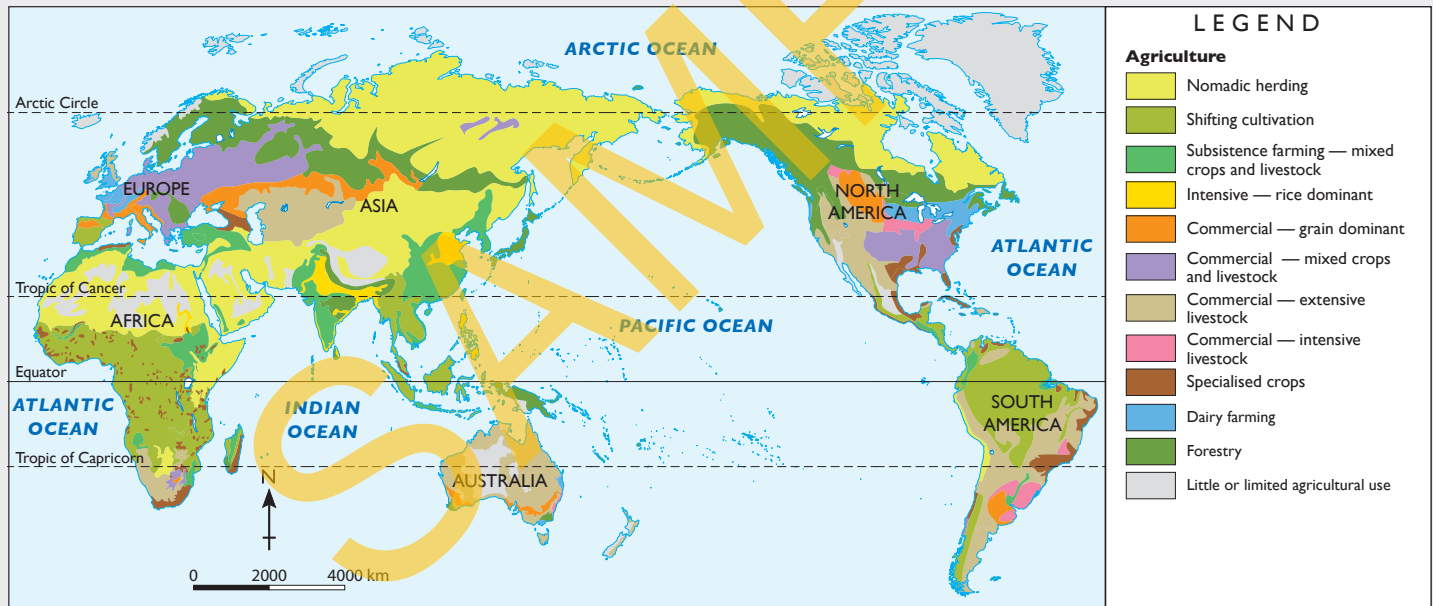 ARCTIC OCEAN
Arctic Circle
EUROPE
ASIA
NORTH
AMERICA
ATLANTIC
OCEAN
Tropic of Cancer
AFRICA
PACIFIC OCEAN
Equator
ATLANTIC
OCEAN
INDIAN
OCEAN
SOUTH
AMERICA
Tropic of Capricorn
AUSTRALIA
N
0 2000 4000 km
LEGEND
Agriculture
Nomadic herding
Shifting cultivation
Subsistence farming — mixed
crops and livestock
Intensive — rice dominant
Commercial — grain dominant
Commercial — mixed crops
and livestock
Commercial — extensive
livestock
Commercial — intensive
livestock
Specialised crops
Dairy farming
Forestry
Little or limited agricultural use